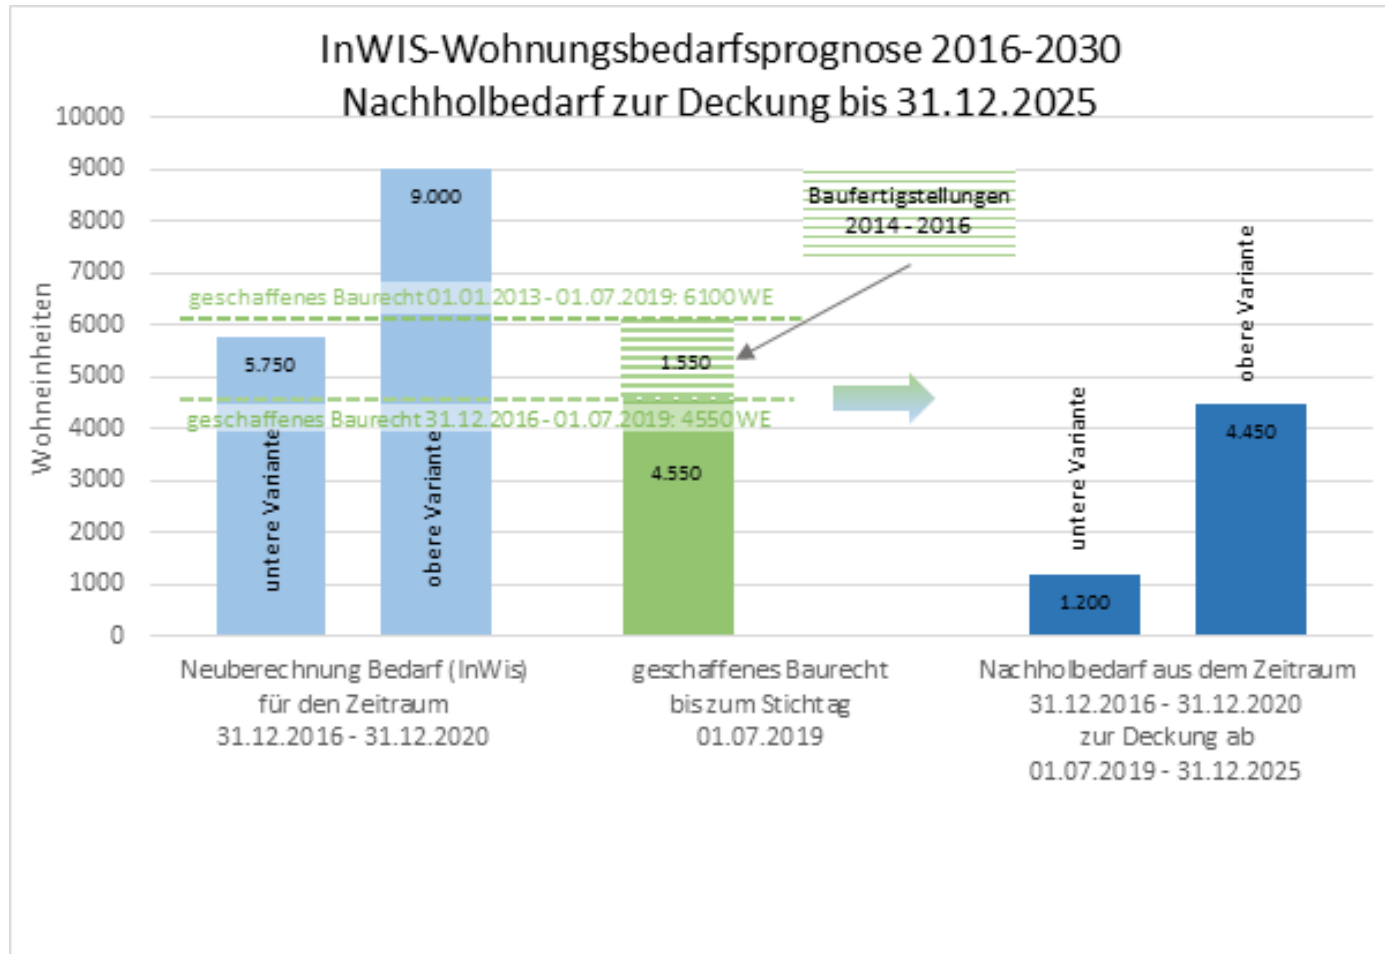 InWIS-Wohnungsbedarfsprognose 2016-2030
Nachholbedarf zur Deckung bis 31.12.2025
Wohneinheiten
10000
9000
8000
7000
6000
5000
4000
3000
2000
1000
0
5.750
untere Variante
9.000
obere Variante
geschaffenes Baurecht 01.01.2013 - 01.07.2019: 6100 WE
geschaffenes Baurecht 31.12.2016 - 01.07.2019: 4550 WE
1.550
4.550
Baufertigstellungen
2014 - 2016
untere Variante
1.200
obere Variante
4.450
Neuberechnung Bedarf (InWis)
für den Zeitraum
31.12.2016 - 31.12.2020
geschaffenes Baurecht
bis zum Stichtag
01.07.2019
Nachholbedarf aus dem Zeitraum
31.12.2016 - 31.12.2020
zur Deckung ab
01.07.2019 - 31.12.2025